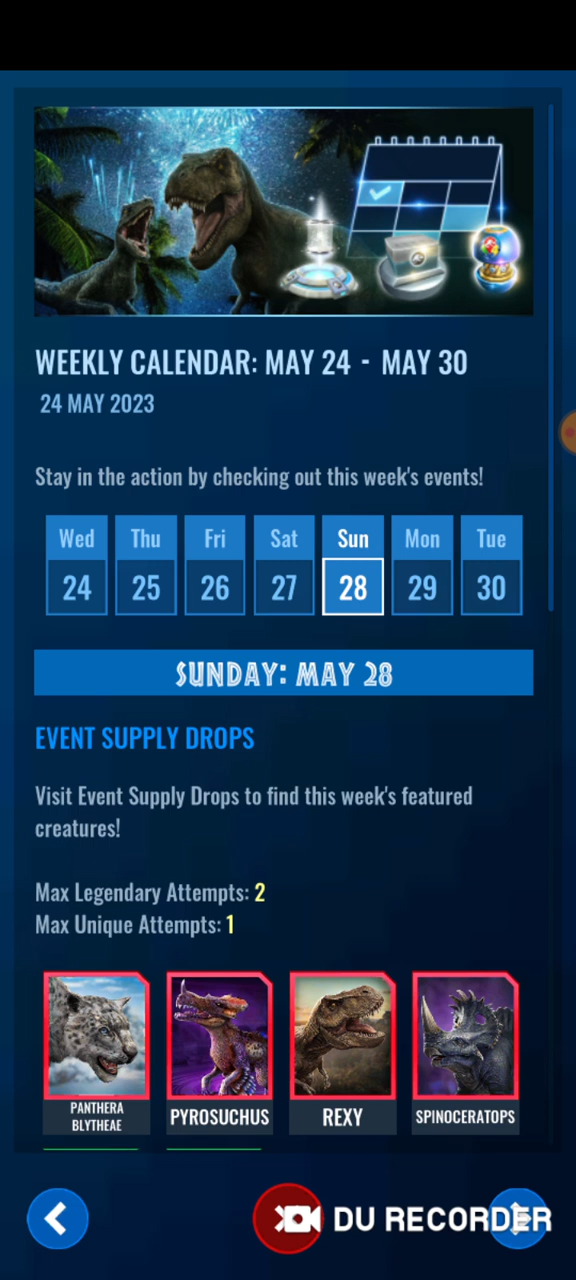 WEEKLY CALENDAR: MAY 24 - MAY 30
24 MAY 2023
Stay in the action by checking out this week's events!
Wed Thu Fri Sat Sun Mon Tue
24 25 26 27 28 29 30
SUNDAY: MAY 28
EVENT SUPPLY DROPS
Visit Event Supply Drops to find this week's featured
creatures!
Max Legendary Attempts: 2
Max Unique Attempts: 1
PANTHERA
BLYTHEAE
PYROSUCHUS
REXY
SPINOCERATOPS
DU RECORDER